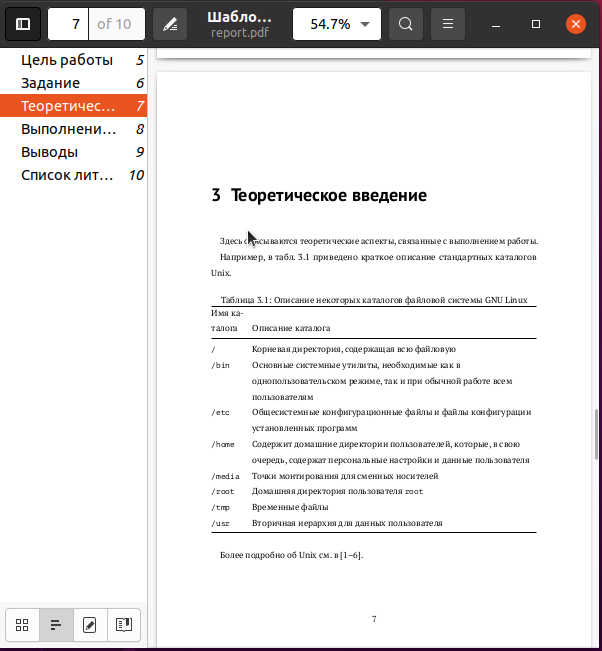 7 of 10
Шабло...
report.pdf
54.7%
Цель работы 5
Задание 6
Теоретичес... 7
Выполнени... 8
Выводы 9
Список лит... 10
3 Теоретическое введение
Здесь описываются теоретические аспекты, связанные с выполнением работы.
Например, в табл. 3.1 приведено краткое описание стандартных каталогов
Unix.
Таблица 3.1: Описание некоторых каталогов файловой системы GNU Linux
Имя ка-
талога Описание каталога
/ Корневая директория, содержащая всю файловую
/bin Основные системные утилиты, необходимые как в
однопользовательском режиме, так и при обычной работе всем
пользователям
/etc Общесистемные конфигурационные файлы и файлы конфигурации
установленных программ
/home Содержит домашние директории пользователей, которые, в свою
очередь, содержат персональные настройки и данные пользователя
/media Точки монтирования для сменных носителей
/root Домашняя директория пользователя root
/tmp Временные файлы
/usr Вторичная иерархия для данных пользователя
Более подробно об Unix см. в [1–6].
7